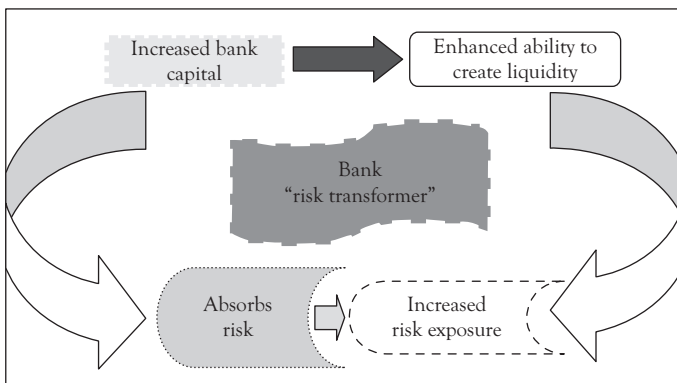 Increased bank
capital
Enhanced ability to
create liquidity
Bank
“risk transformer”
Absorbs
risk
Increased
risk exposure